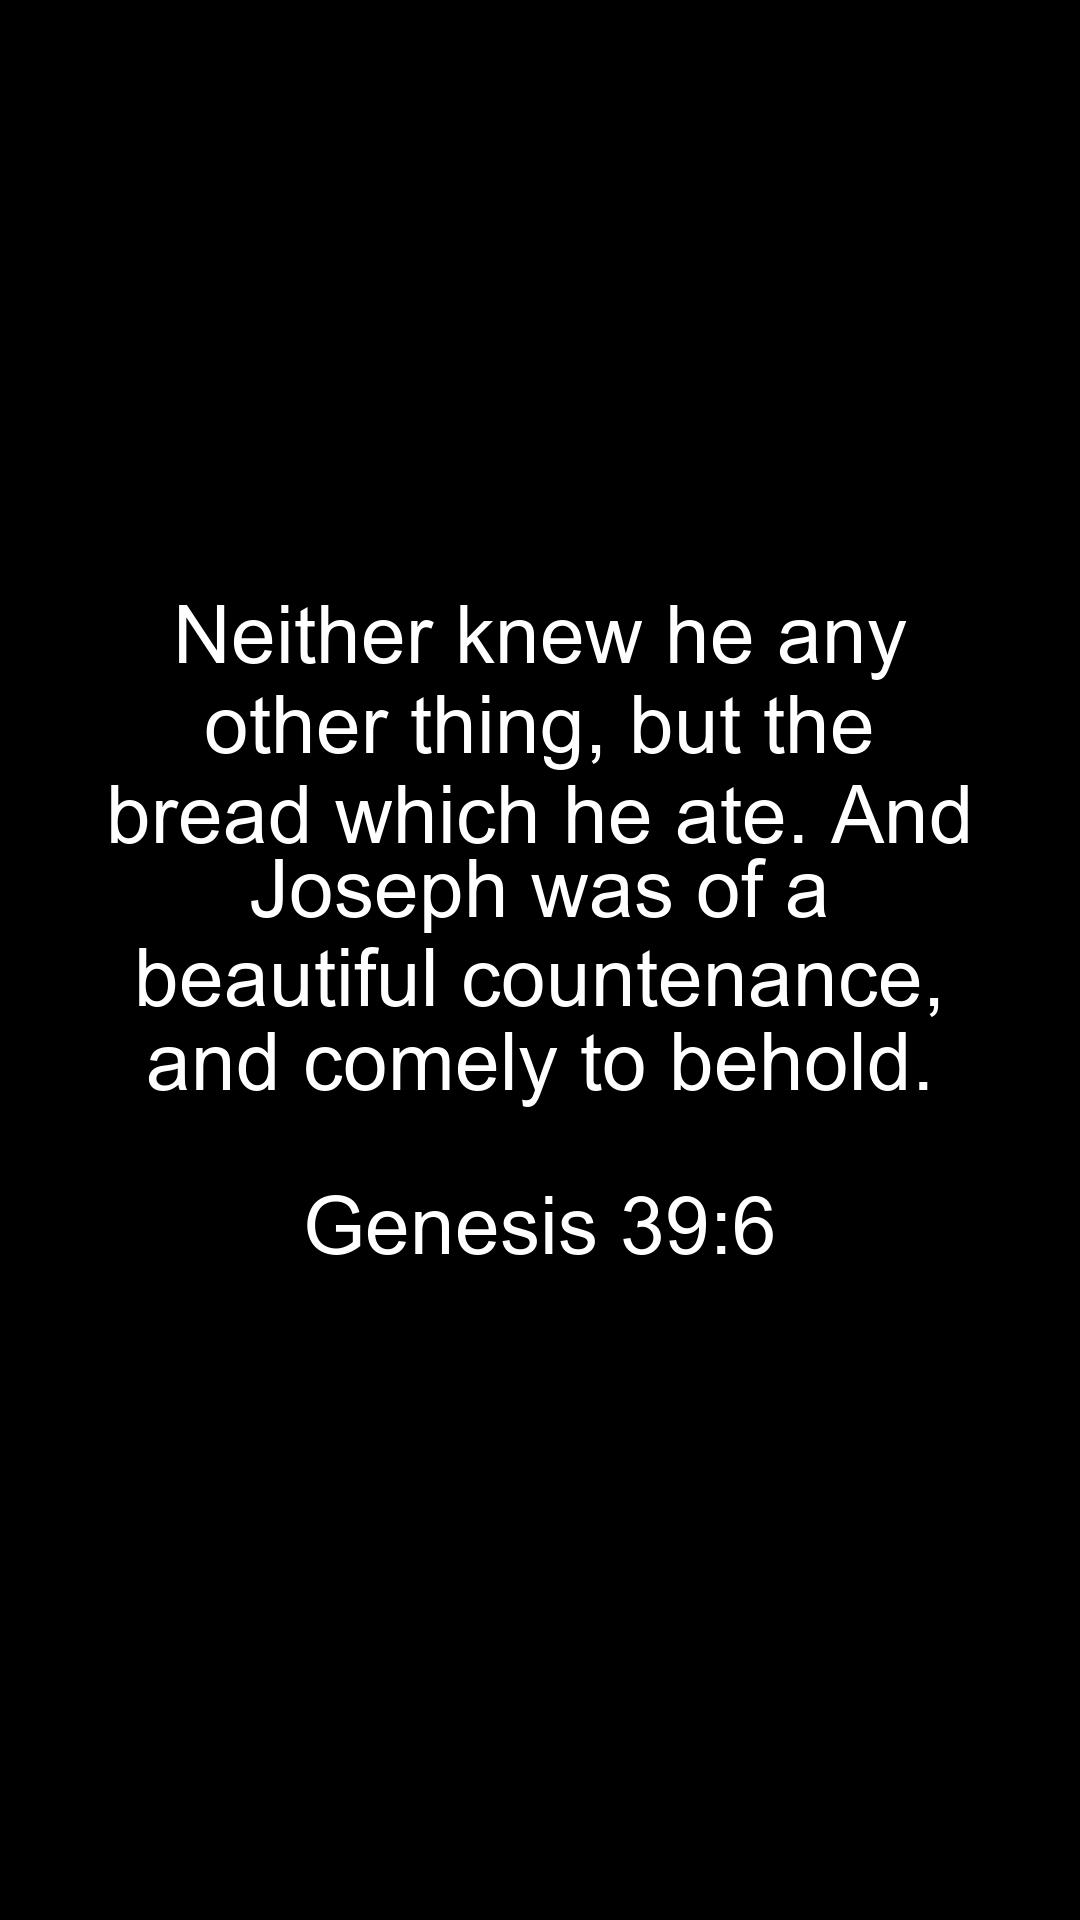 Neither knew he any
other thing, but the
bread which he ate. And
Joseph was of a
beautiful countenance,
and comely to behold.
Genesis 39:6